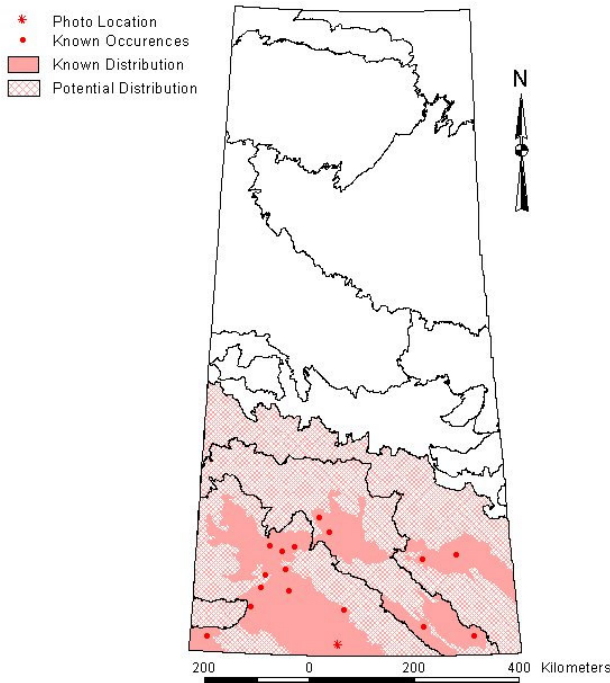 Photo Location
Known Occurences
Known Distribution
Potential Distribution
N
200 0 200 400 Kilometers